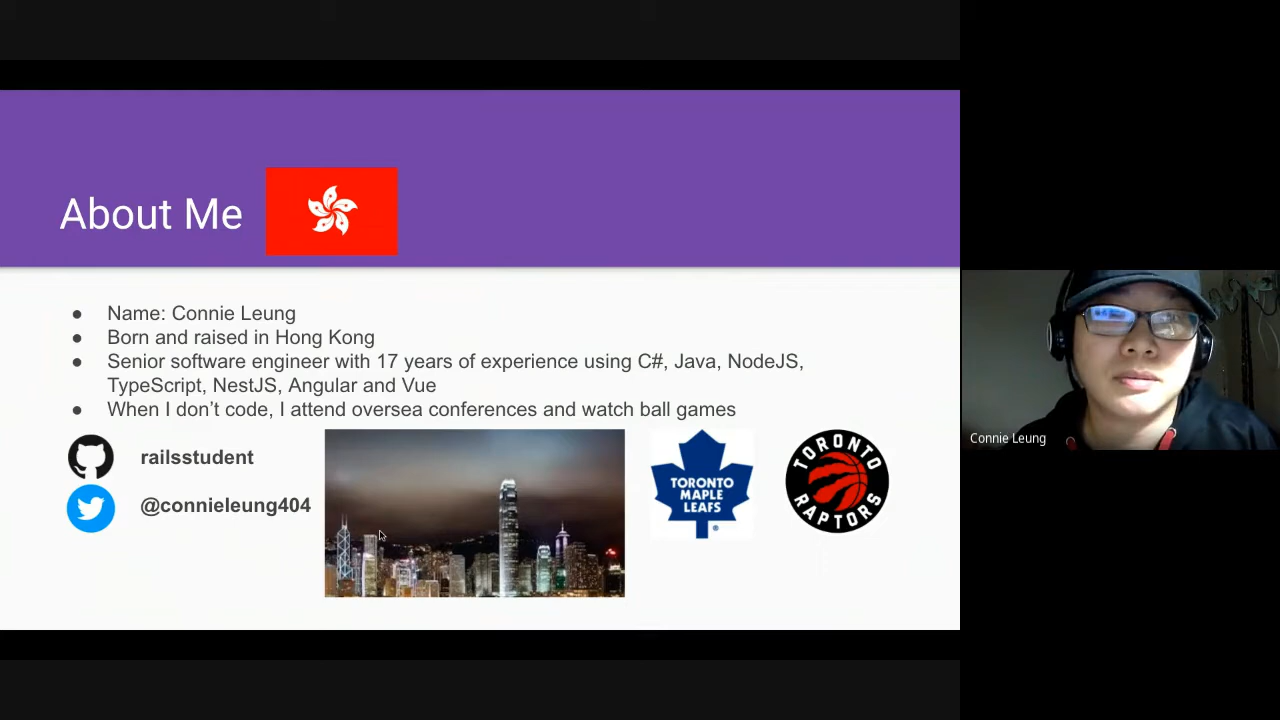 About Me
● Name: Connie Leung
● Born and raised in Hong Kong
● Senior software engineer with 17 years of experience using C#, Java, NodeJS,
TypeScript, NestJS, Angular and Vue
● When I don’t code, I attend oversea conferences and watch ball games
railsstudent
@connieleung404
TORONTO
MAPLE
LEAFS
®
TORONTO
RAPTORS
Connie Leung